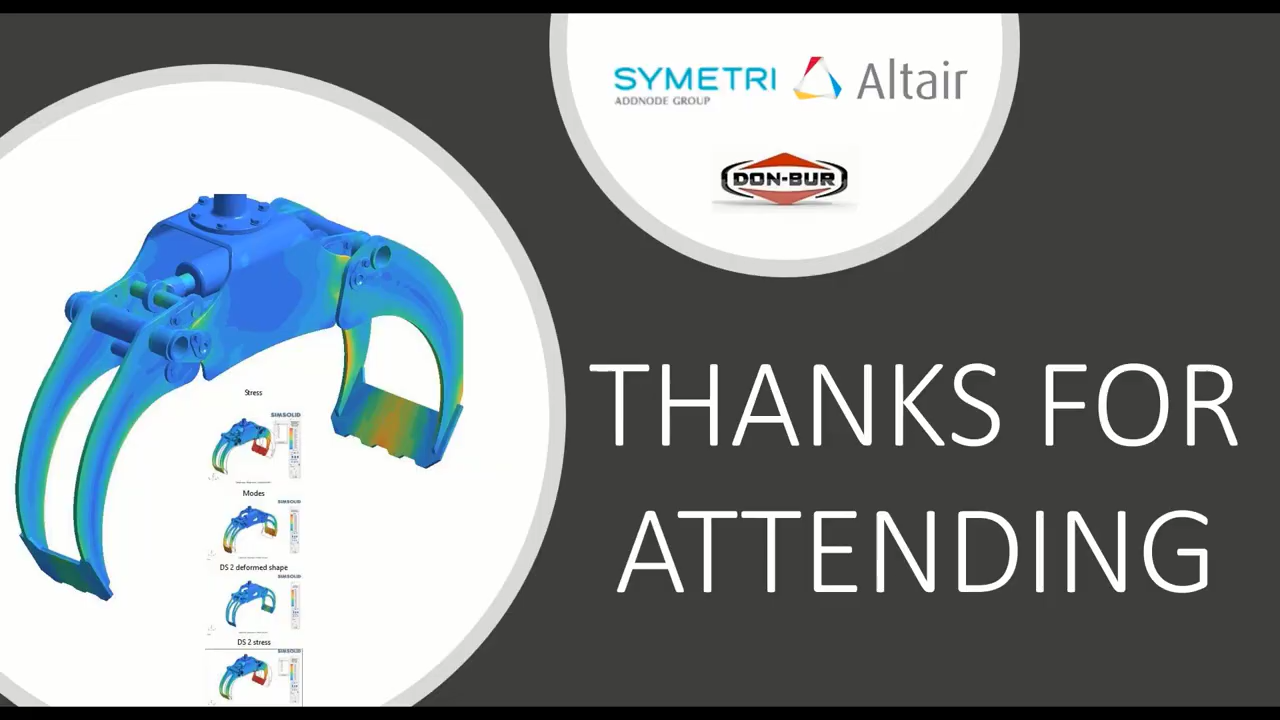 SYMETRI
ADDNODE GROUP
Altair
DON-BUR
THANKS FOR
ATTENDING
Stress
SIMSOLID
Modes
SIMSOLID
DS 2 deformed shape
SIMSOLID
DS 2 stress
SIMSOLID